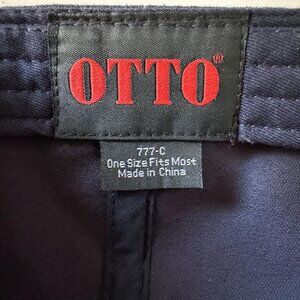 OTTO®
777-C
One Size Fits Most
Made in China